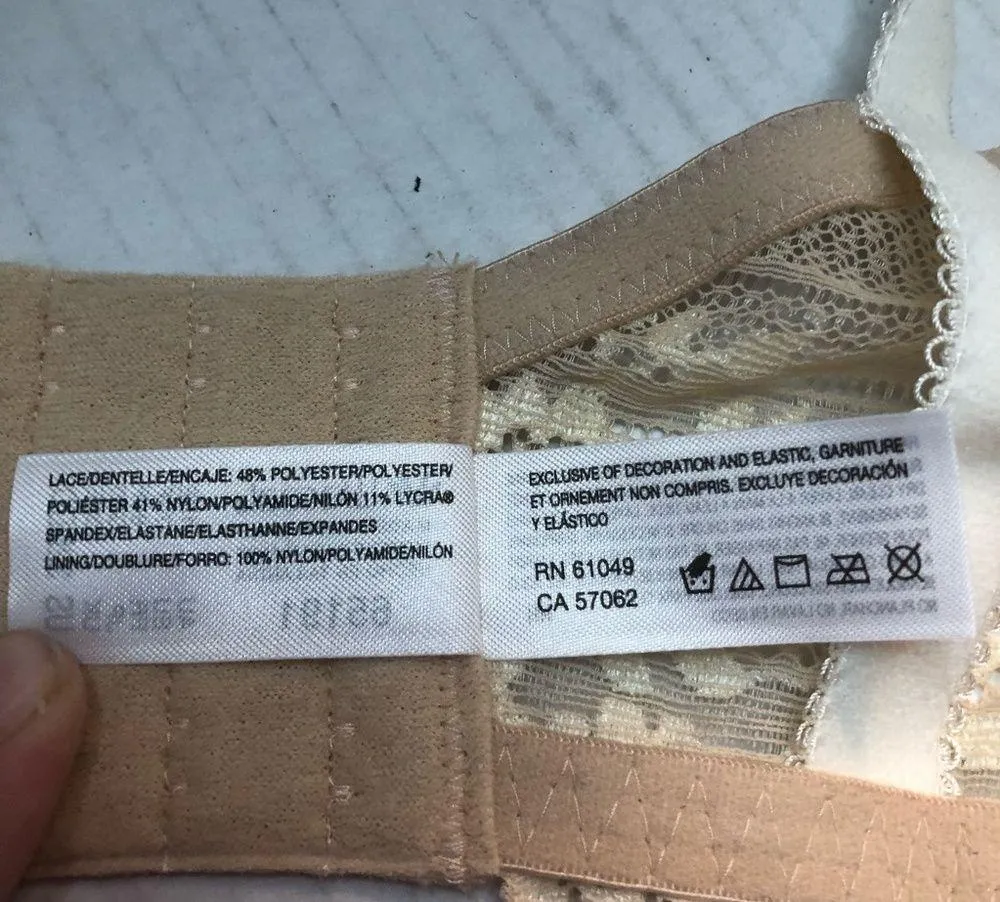 LACE/DENTELLE/ENCAJE: 48% POLYESTER/POLYESTER/
POLIÉSTER 41% NYLON/POLYAMIDE/NILÓN 11% LYCRA®
SPANDEX/ELASTANE/ELASTHANNE/EXPANDES
LINING/DOUBLURE/FORRO: 100% NYLON/POLYAMIDE/NILÓN
EXCLUSIVE OF DECORATION AND ELASTIC, GARNITURE
ET ORNEMENT NON COMPRIS. EXCLUYE DECORACIÓN
Y ELÁSTICO
RN 61049
CA 57062